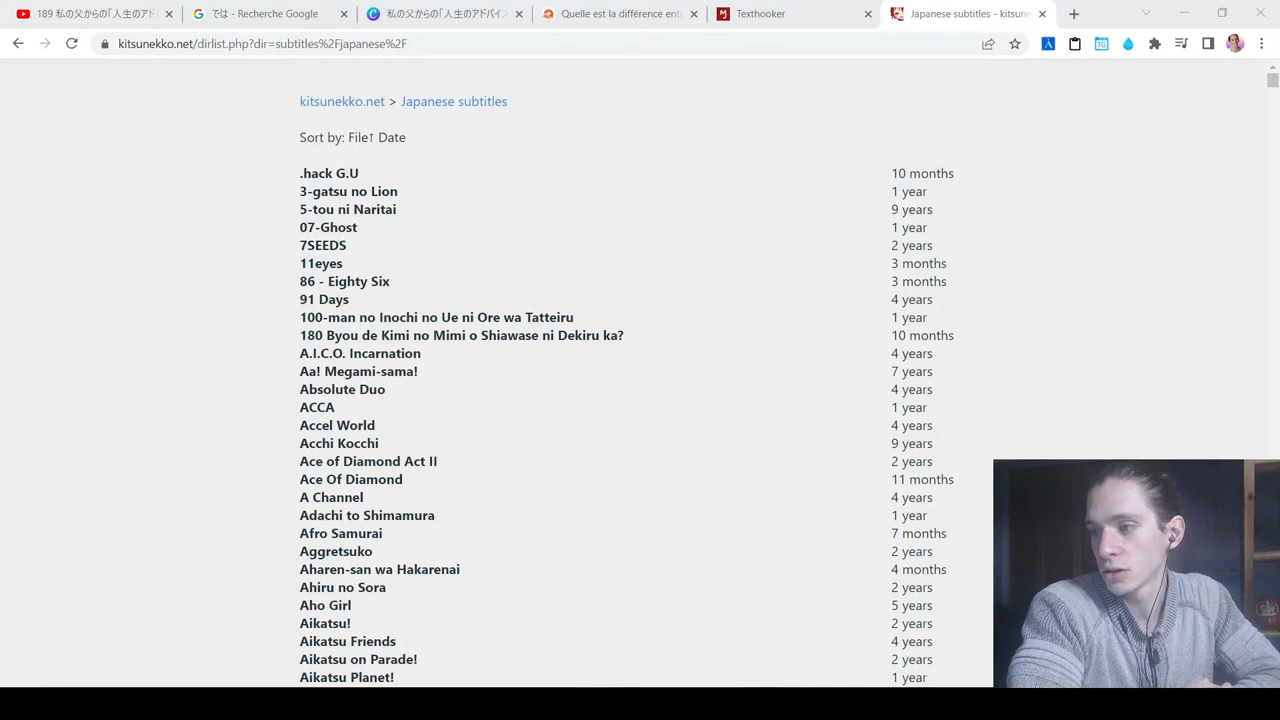 189 私の父からの「人生のアド
では - Recherche Google
私の父からの「人生のアドバイス
Quelle est la différence ent
Texthooker
Japanese subtitles - kitsune
kitsunekko.net/dirlist.php?dir=subtitles%2Fjapanese%2F
kitsunekko.net > Japanese subtitles
Sort by: File↑ Date
.hack G.U 10 months
3-gatsu no Lion 1 year
5-tou ni Naritai 9 years
07-Ghost 1 year
7SEEDS 2 years
11eyes 3 months
86 - Eighty Six 3 months
91 Days 4 years
100-man no Inochi no Ue ni Ore wa Tatteiru 1 year
180 Byou de Kimi no Mimi o Shiawase ni Dekiru ka? 10 months
A.I.C.O. Incarnation 4 years
Aa! Megami-sama! 7 years
Absolute Duo 4 years
ACCA 1 year
Accel World 4 years
Acchi Kocchi 9 years
Ace of Diamond Act II 2 years
Ace Of Diamond 11 months
A Channel 4 years
Adachi to Shimamura 1 year
Afro Samurai 7 months
Aggretsuko 2 years
Aharen-san wa Hakarenai 4 months
Ahiru no Sora 2 years
Aho Girl 5 years
Aikatsu! 2 years
Aikatsu Friends 4 years
Aikatsu on Parade! 2 years
Aikatsu Planet! 1 year